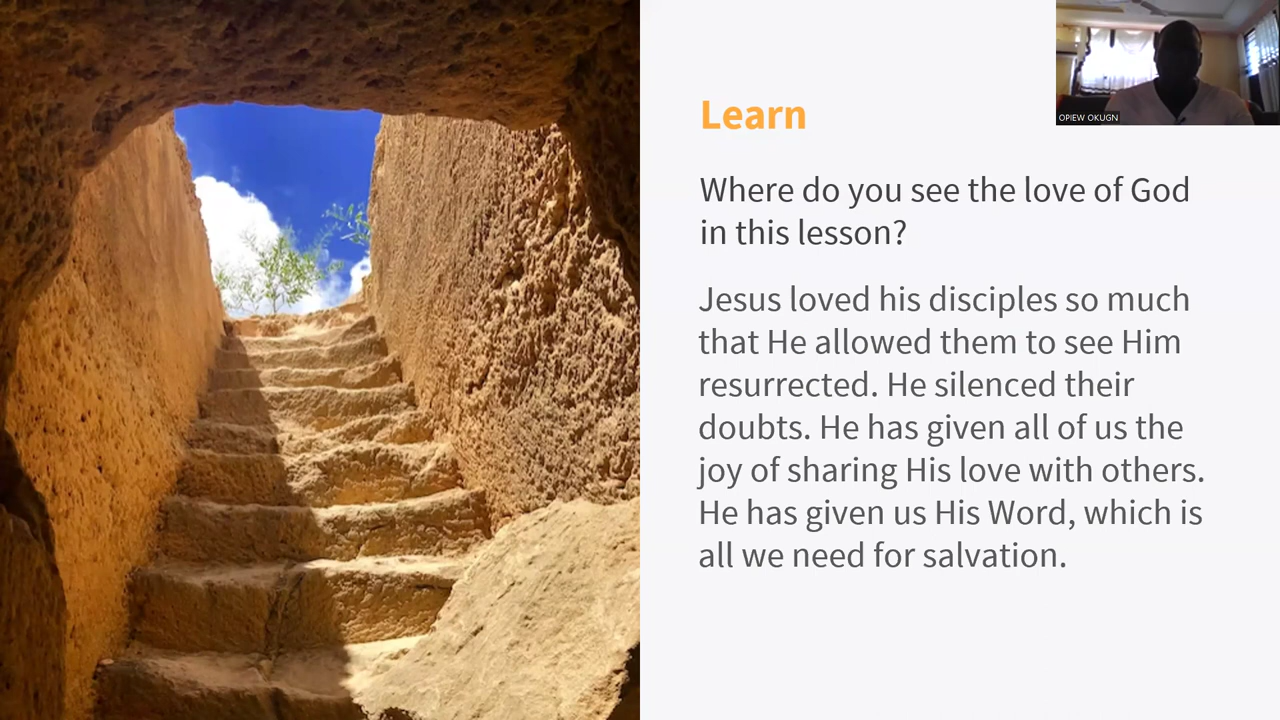 Learn
OPIEW OKUGN
Where do you see the love of God
in this lesson?
Jesus loved his disciples so much
that He allowed them to see Him
resurrected. He silenced their
doubts. He has given all of us the
joy of sharing His love with others.
He has given us His Word, which is
all we need for salvation.